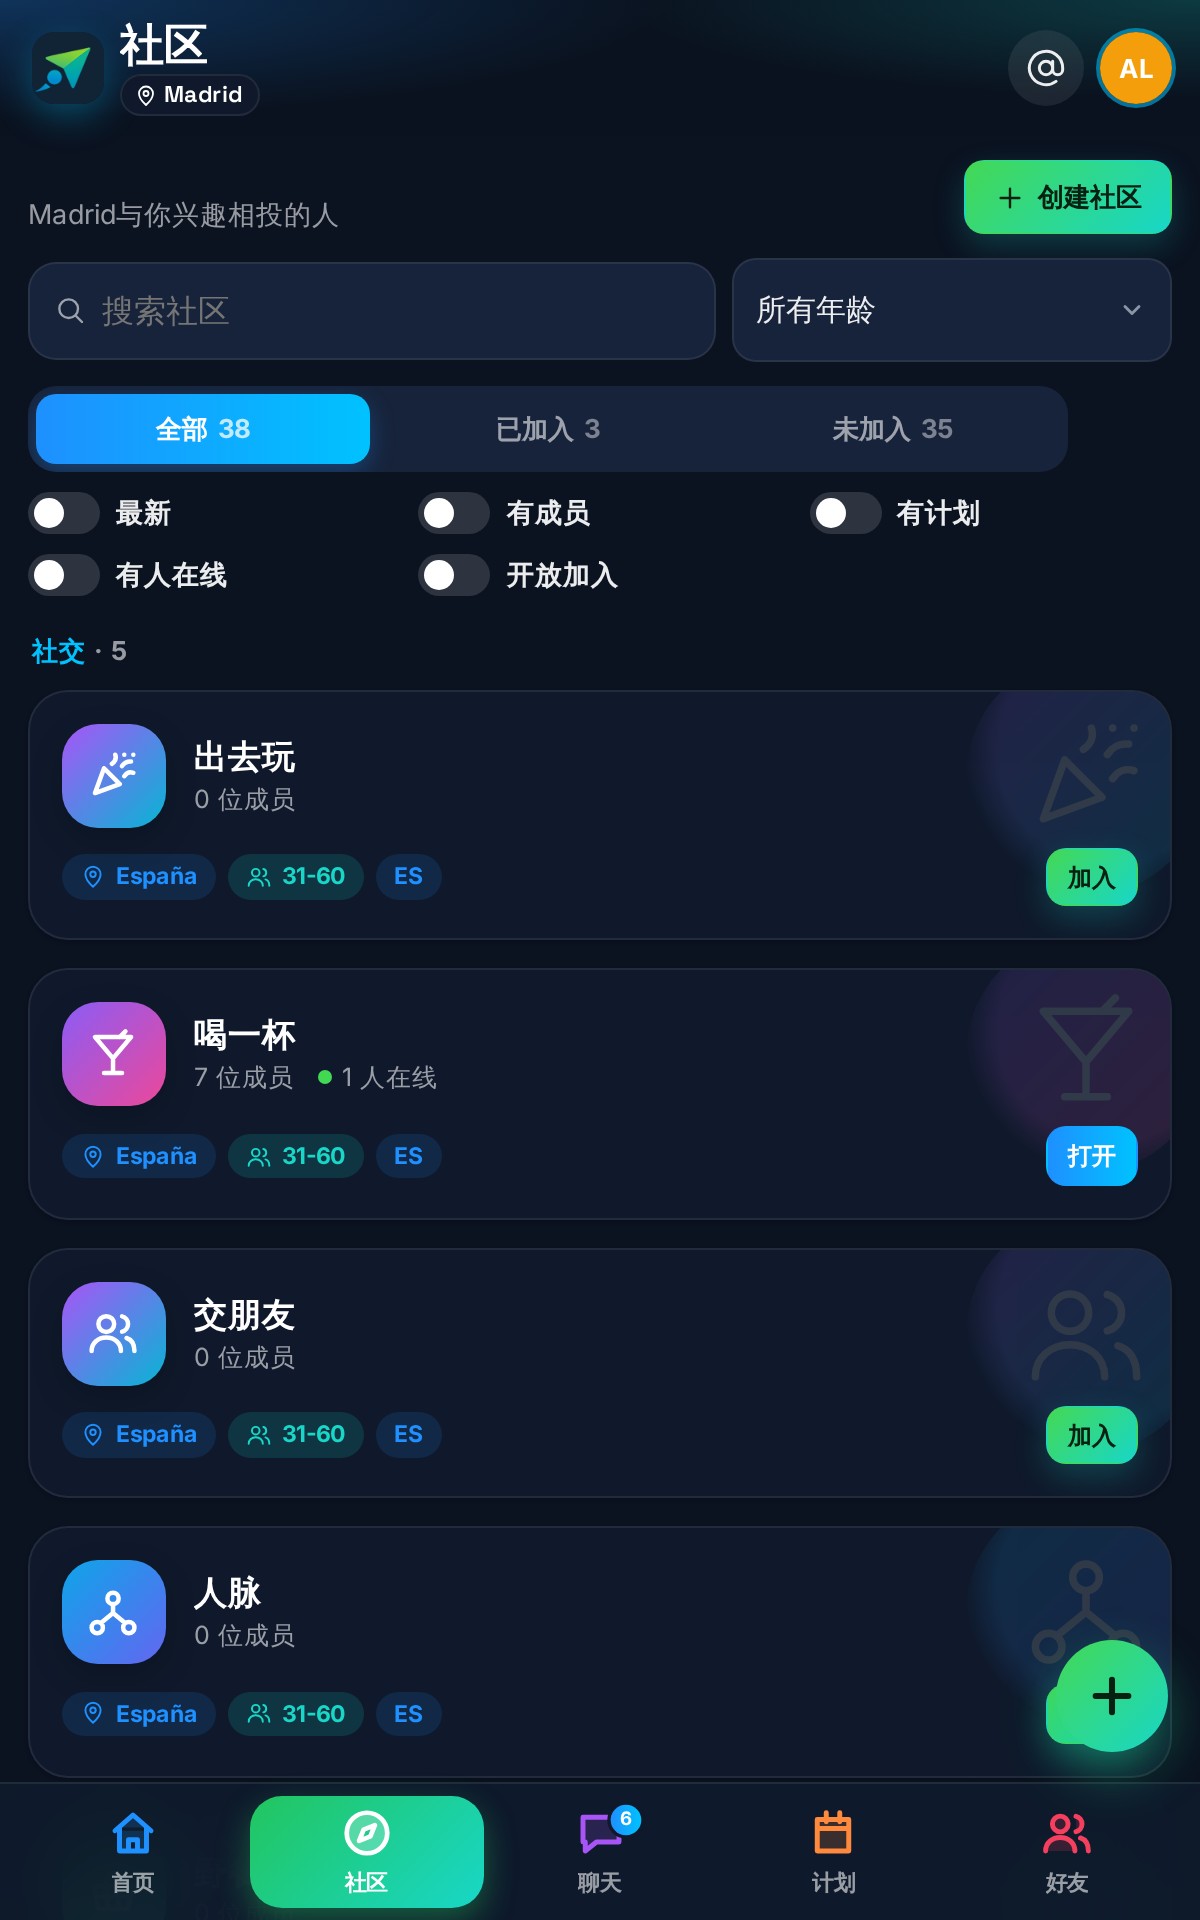 社区
Madrid
AL
Madrid与你兴趣相投的人
创建社区
搜索社区
所有年龄
全部 38
已加入 3
未加入 35
最新
有成员
有计划
有人在线
开放加入
社交 · 5
出去玩
0 位成员
España
31-60
ES
加入
喝一杯
7 位成员
1 人在线
España
31-60
ES
打开
交朋友
0 位成员
España
31-60
ES
加入
人脉
0 位成员
España
31-60
ES
首页
社区
6
聊天
计划
好友